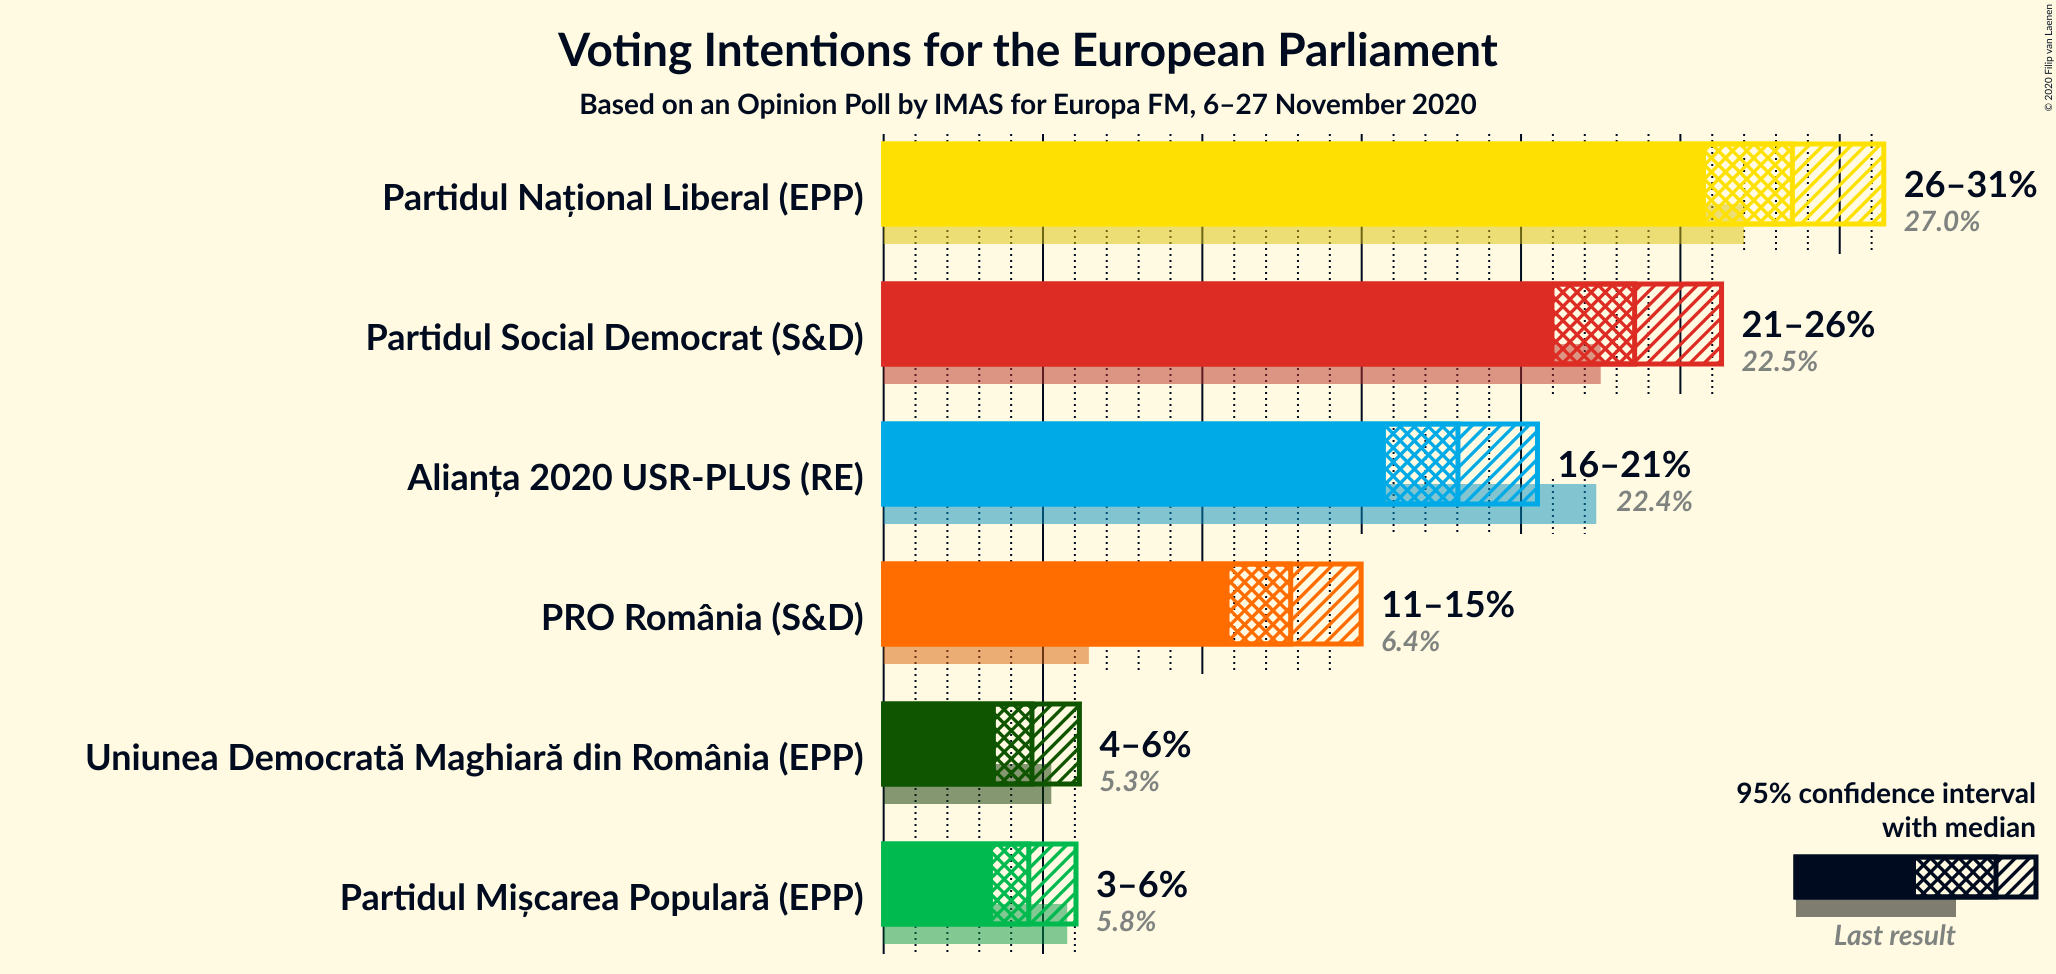 Voting Intentions for the European Parliament
Based on an Opinion Poll by IMAS for Europa FM, 6–27 November 2020
© 2020 Filip van Laenen
Partidul Național Liberal (EPP)
26–31%
27.0%
Partidul Social Democrat (S&D)
21–26%
22.5%
Alianța 2020 USR-PLUS (RE)
16–21%
22.4%
PRO România (S&D)
11–15%
6.4%
Uniunea Democrată Maghiară din România (EPP)
4–6%
5.3%
Partidul Mișcarea Populară (EPP)
3–6%
5.8%
95% confidence interval
with median
Last result